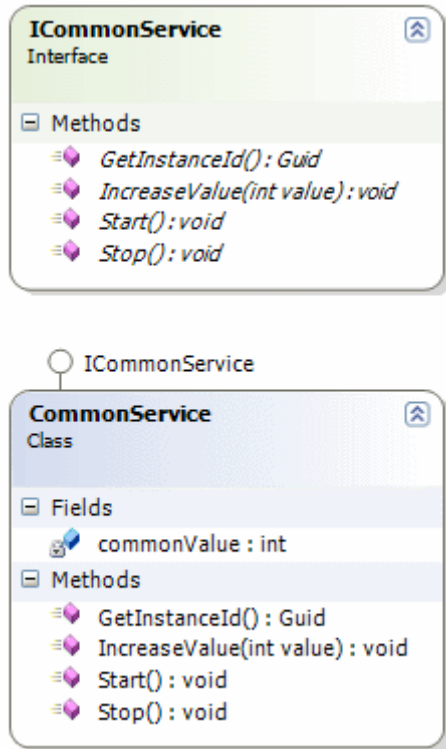 ICommonService
Interface
Methods
GetInstanceId() : Guid
IncreaseValue(int value) : void
Start() : void
Stop() : void
ICommonService
CommonService
Class
Fields
commonValue : int
Methods
GetInstanceId() : Guid
IncreaseValue(int value) : void
Start() : void
Stop() : void